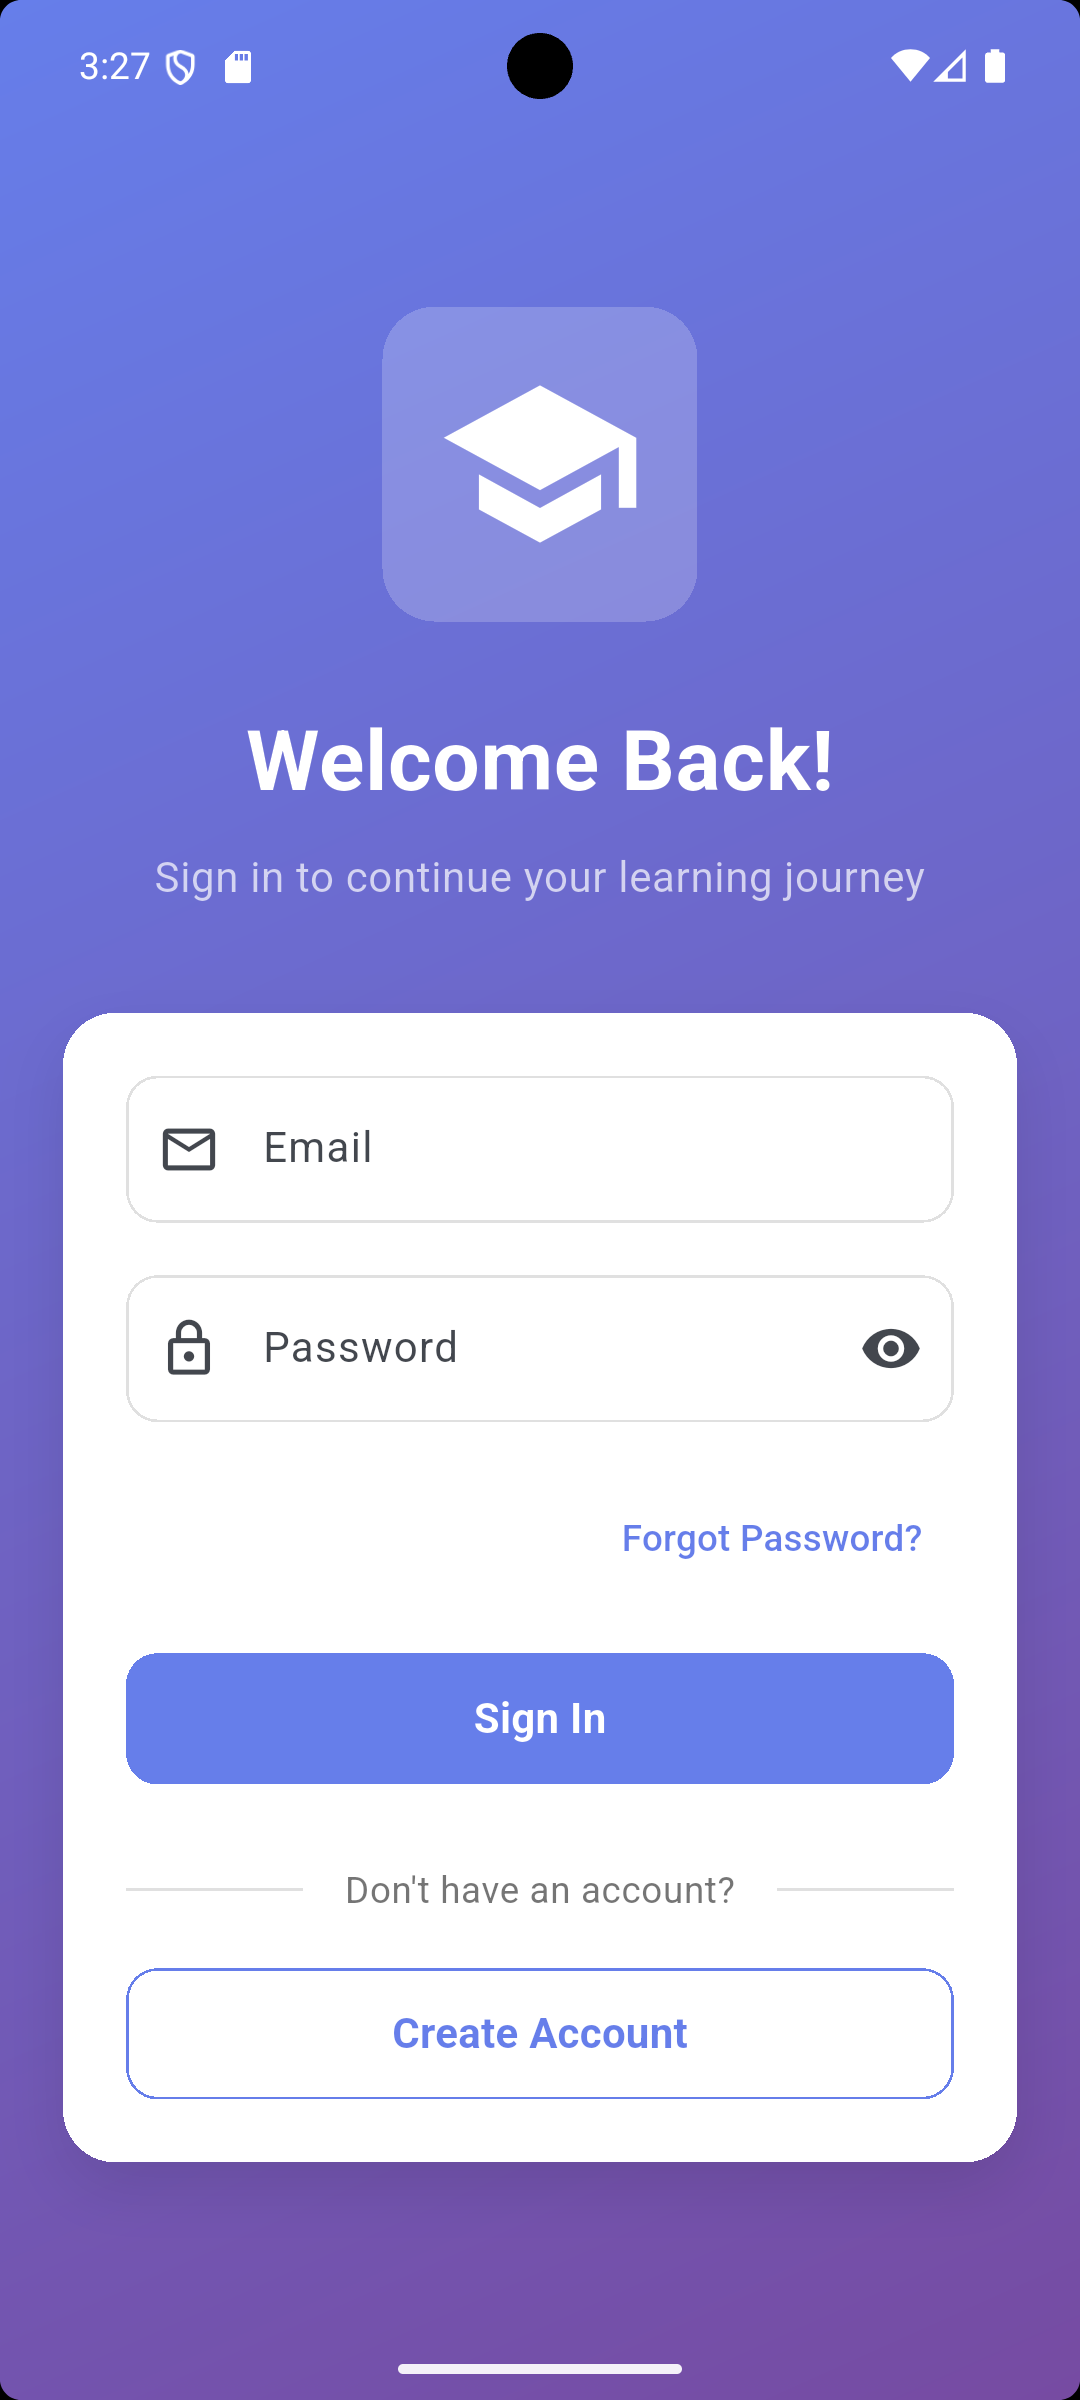 3:27
Welcome Back!
Sign in to continue your learning journey
Email
Password
Forgot Password?
Sign In
Don't have an account?
Create Account